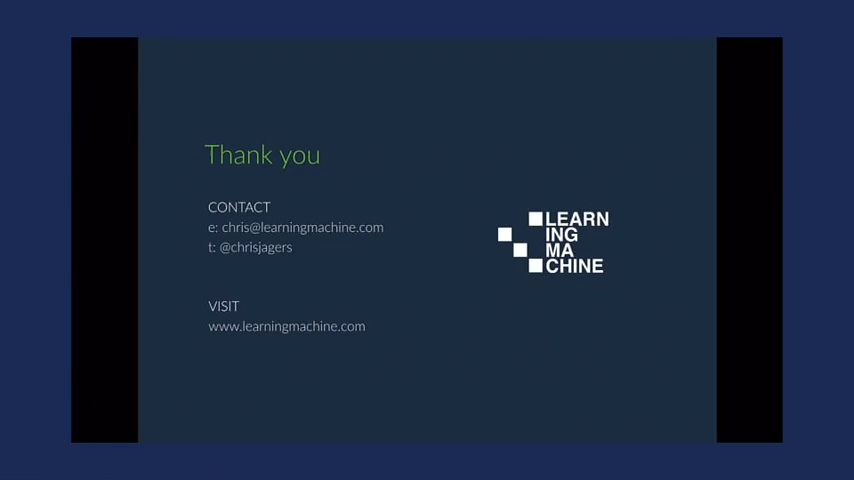 Thank you
CONTACT
e: chris@learningmachine.com
t: @chrisjagers
VISIT
www.learningmachine.com
LEARN
ING
MA
CHINE